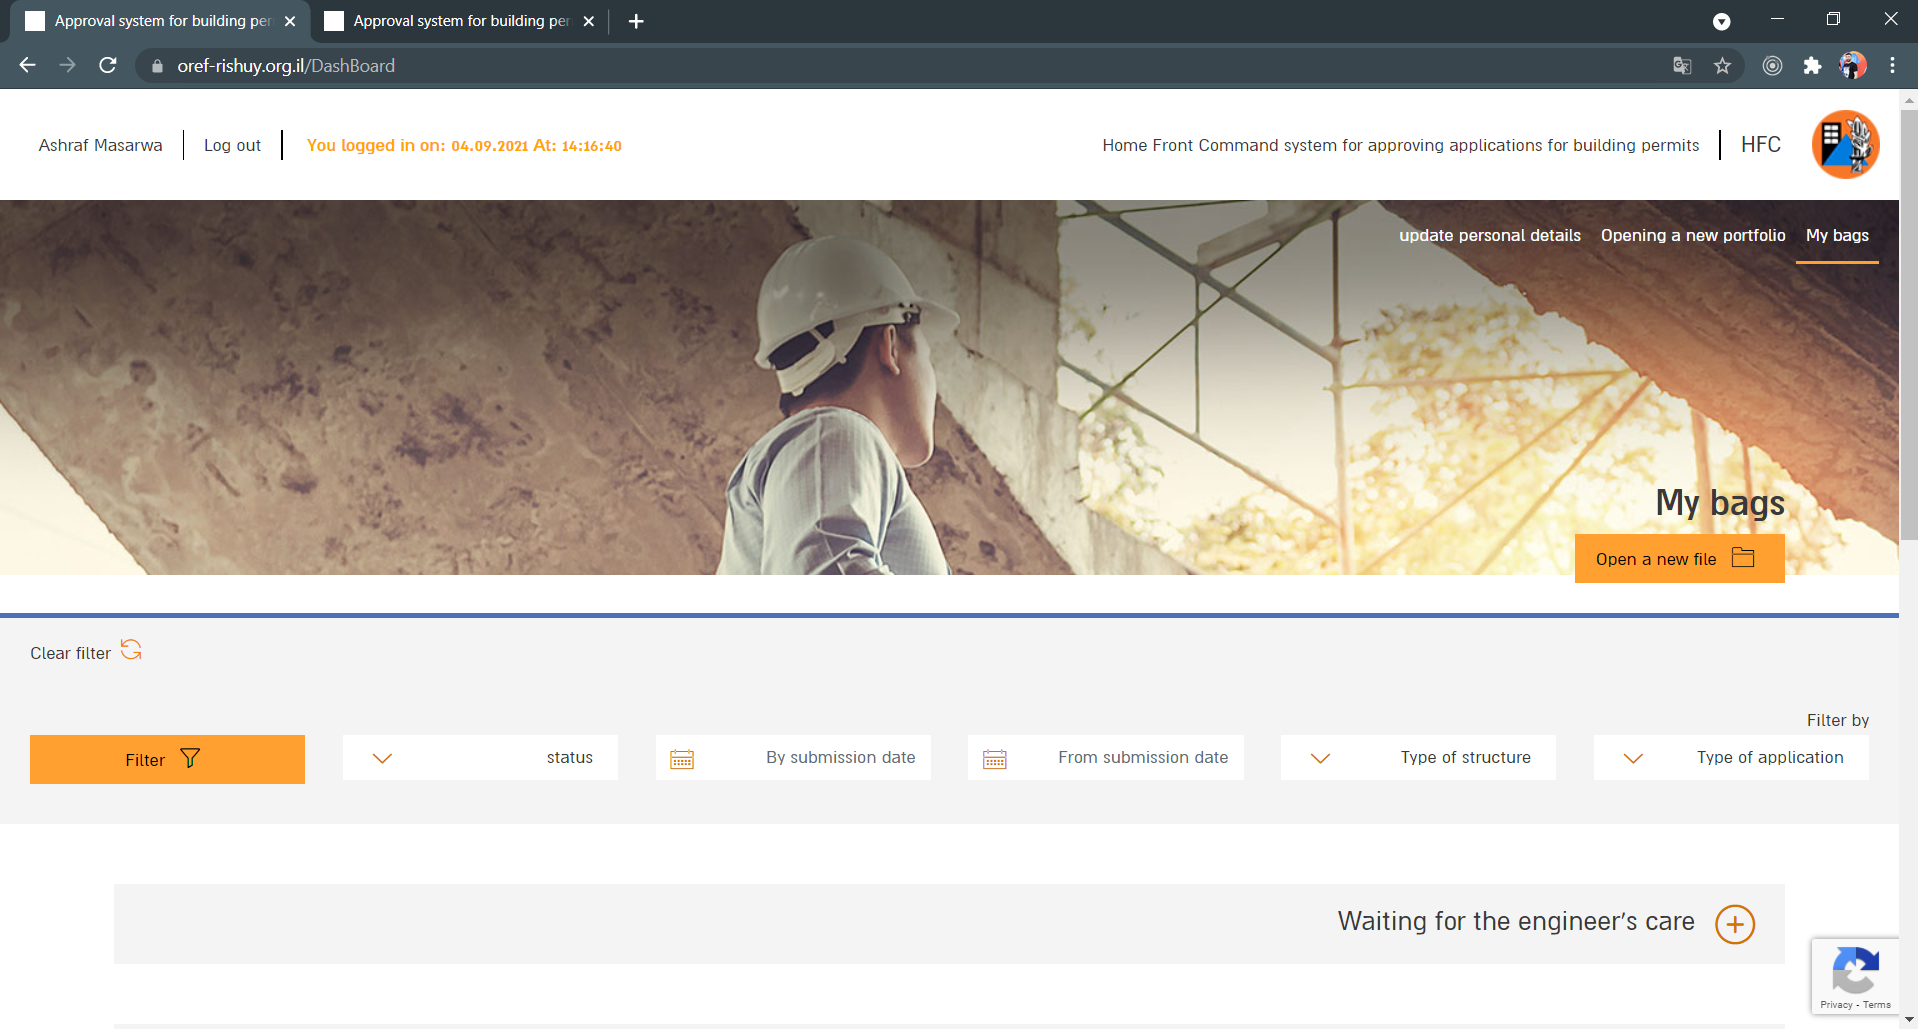 Approval system for building per
Approval system for building per
oref-rishuy.org.il/DashBoard
Ashraf Masarwa
Log out
You logged in on: 04.09.2021 At: 14:16:40
Home Front Command system for approving applications for building permits
HFC
update personal details
Opening a new portfolio
My bags
My bags
Open a new file
Clear filter
Filter by
Filter
status
By submission date
From submission date
Type of structure
Type of application
Waiting for the engineer's care
Privacy - Terms